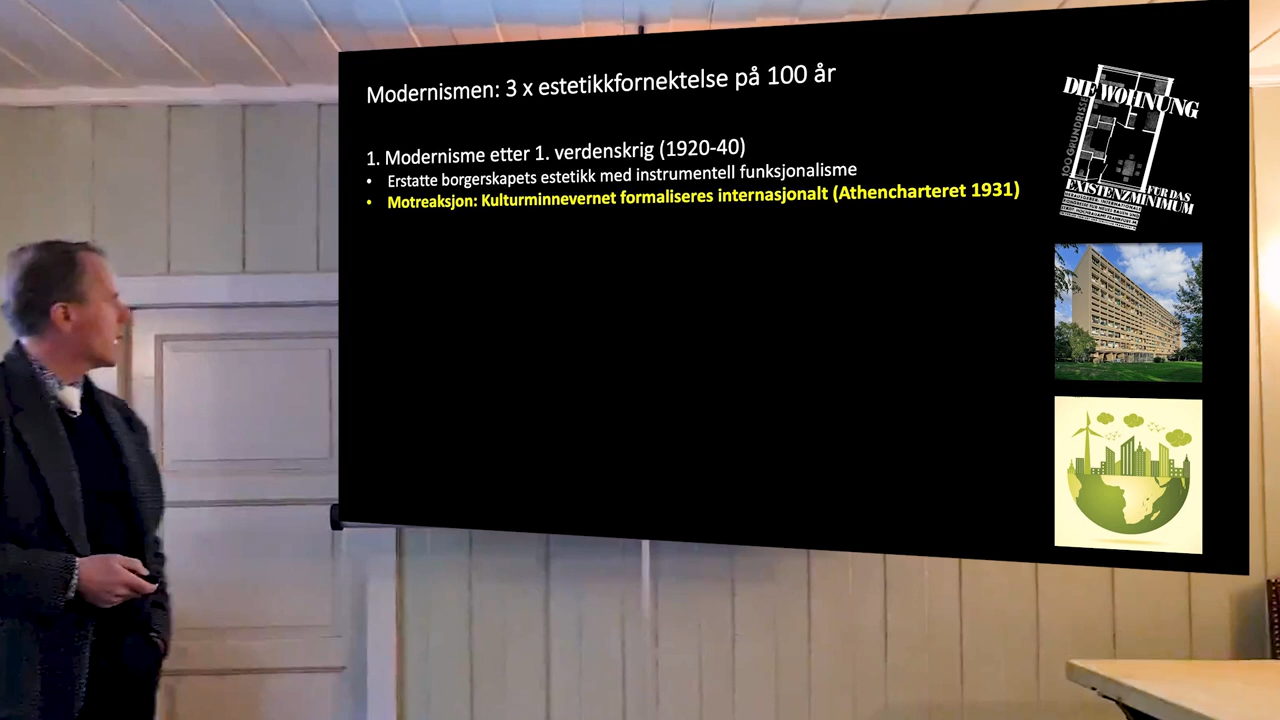 Modernismen: 3 x estetikkfornektelse på 100 år
1. Modernisme etter 1. verdenskrig (1920-40)
• Erstatte borgerskapets estetikk med instrumentell funksjonalisme
• Motreaksjon: Kulturminnevernet formaliseres internasjonalt (Athencharteret 1931)
DIE WOHNUNG
100 GRUNDRISSE
FÜR DAS
EXISTENZMINIMUM